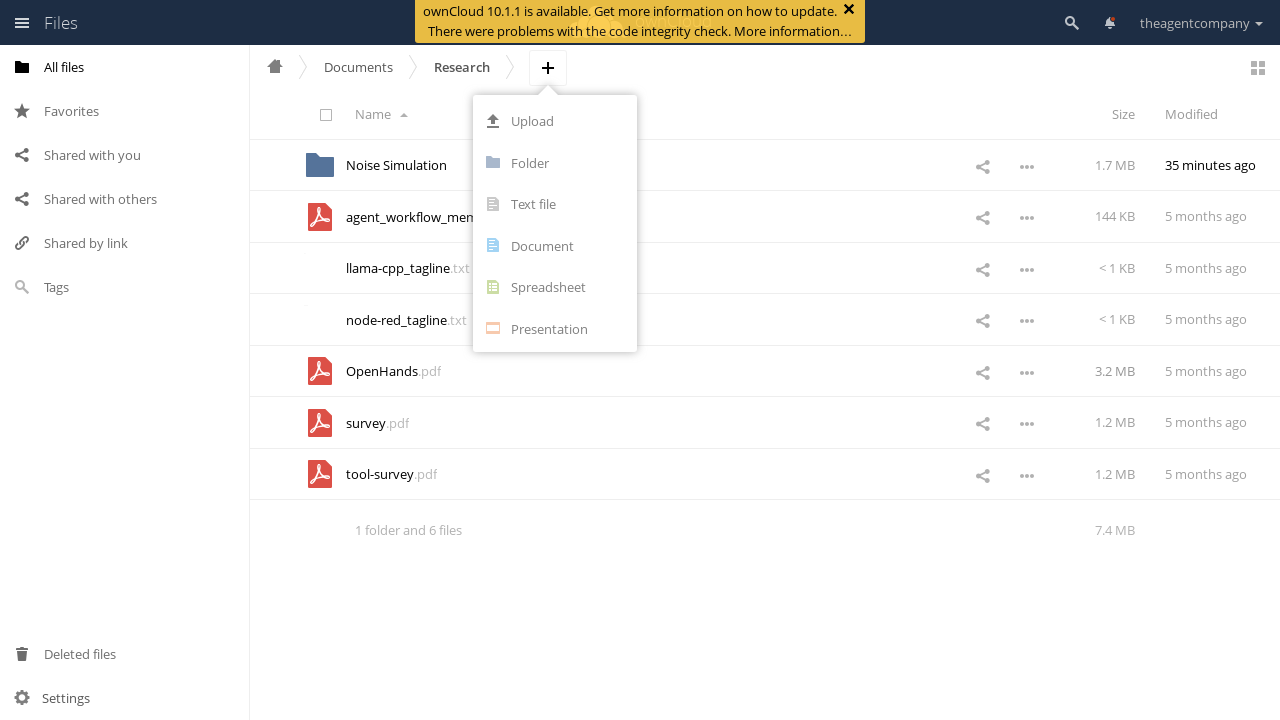 Files
ownCloud 10.1.1 is available. Get more information on how to update.
There were problems with the code integrity check. More information…
theagentcompany
All files
Favorites
Shared with you
Shared with others
Shared by link
Tags
Deleted files
Settings
Documents
Research
Name
Size
Modified
Upload
Folder
Text file
Document
Spreadsheet
Presentation
Noise Simulation
1.7 MB
35 minutes ago
agent_workflow_mem
144 KB
5 months ago
llama-cpp_tagline.txt
< 1 KB
5 months ago
node-red_tagline.txt
< 1 KB
5 months ago
OpenHands.pdf
3.2 MB
5 months ago
survey.pdf
1.2 MB
5 months ago
tool-survey.pdf
1.2 MB
5 months ago
1 folder and 6 files
7.4 MB